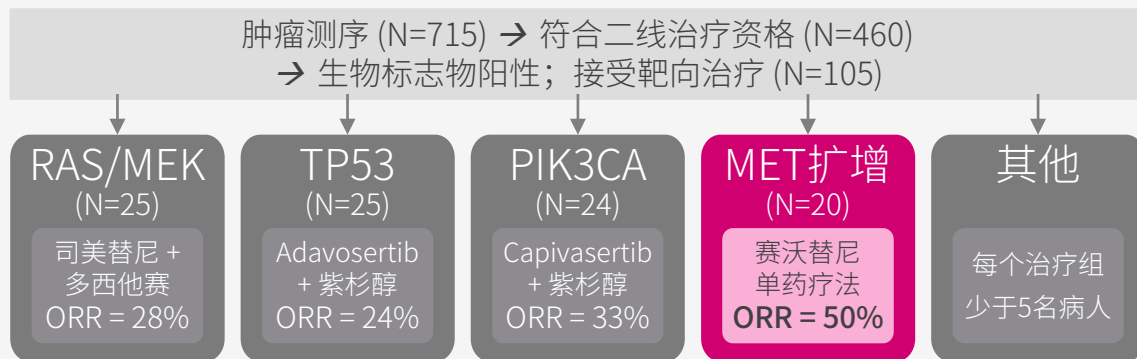 肿瘤测序 (N=715) → 符合二线治疗资格 (N=460)
→ 生物标志物阳性；接受靶向治疗 (N=105)
RAS/MEK
(N=25)
司美替尼 +
多西他赛
ORR = 28%
TP53
(N=25)
Adavosertib
+ 紫杉醇
ORR = 24%
PIK3CA
(N=24)
Capivasertib
+ 紫杉醇
ORR = 33%
MET扩增
(N=20)
赛沃替尼
单药疗法
ORR = 50%
其他
每个治疗组
少于5名病人